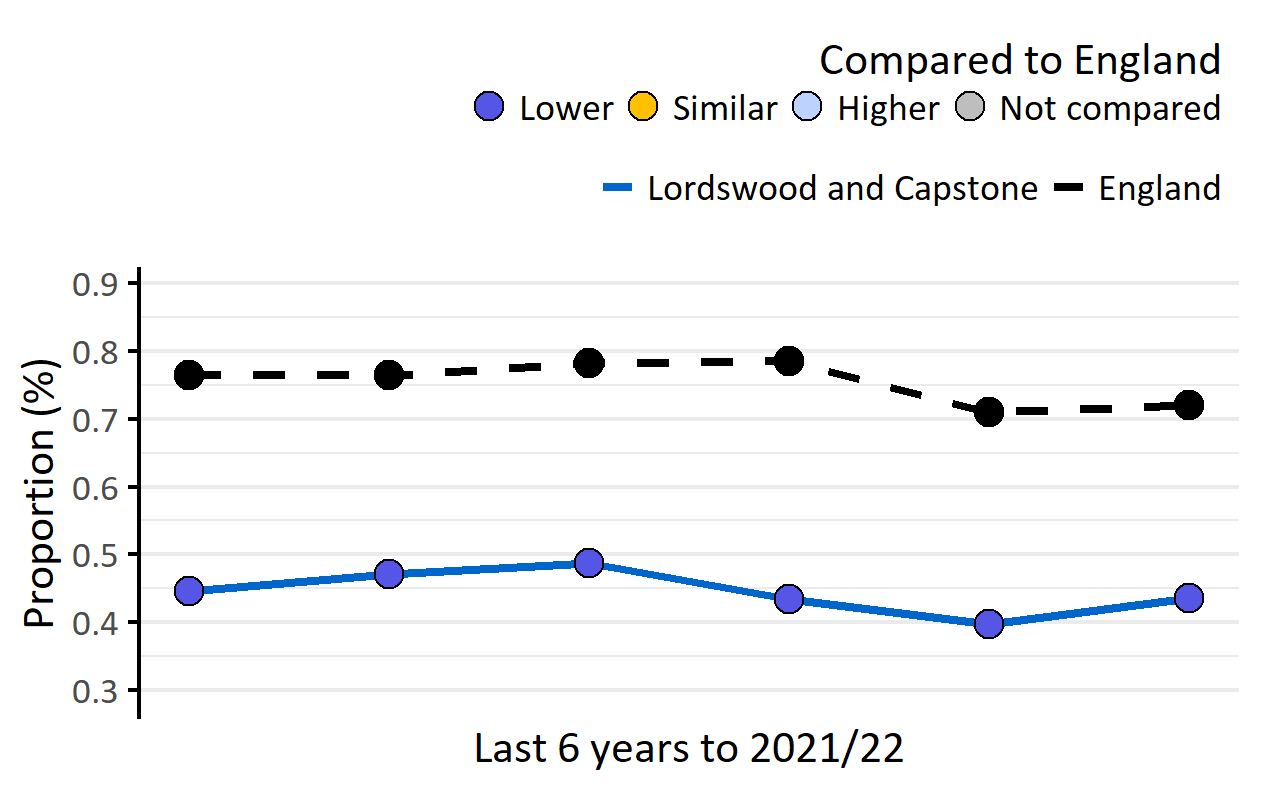 Compared to England
Lower Similar Higher Not compared
Lordswood and Capstone England
0.9
0.8
0.7
0.6
0.5
0.4
0.3
Proportion (%)
Last 6 years to 2021/22